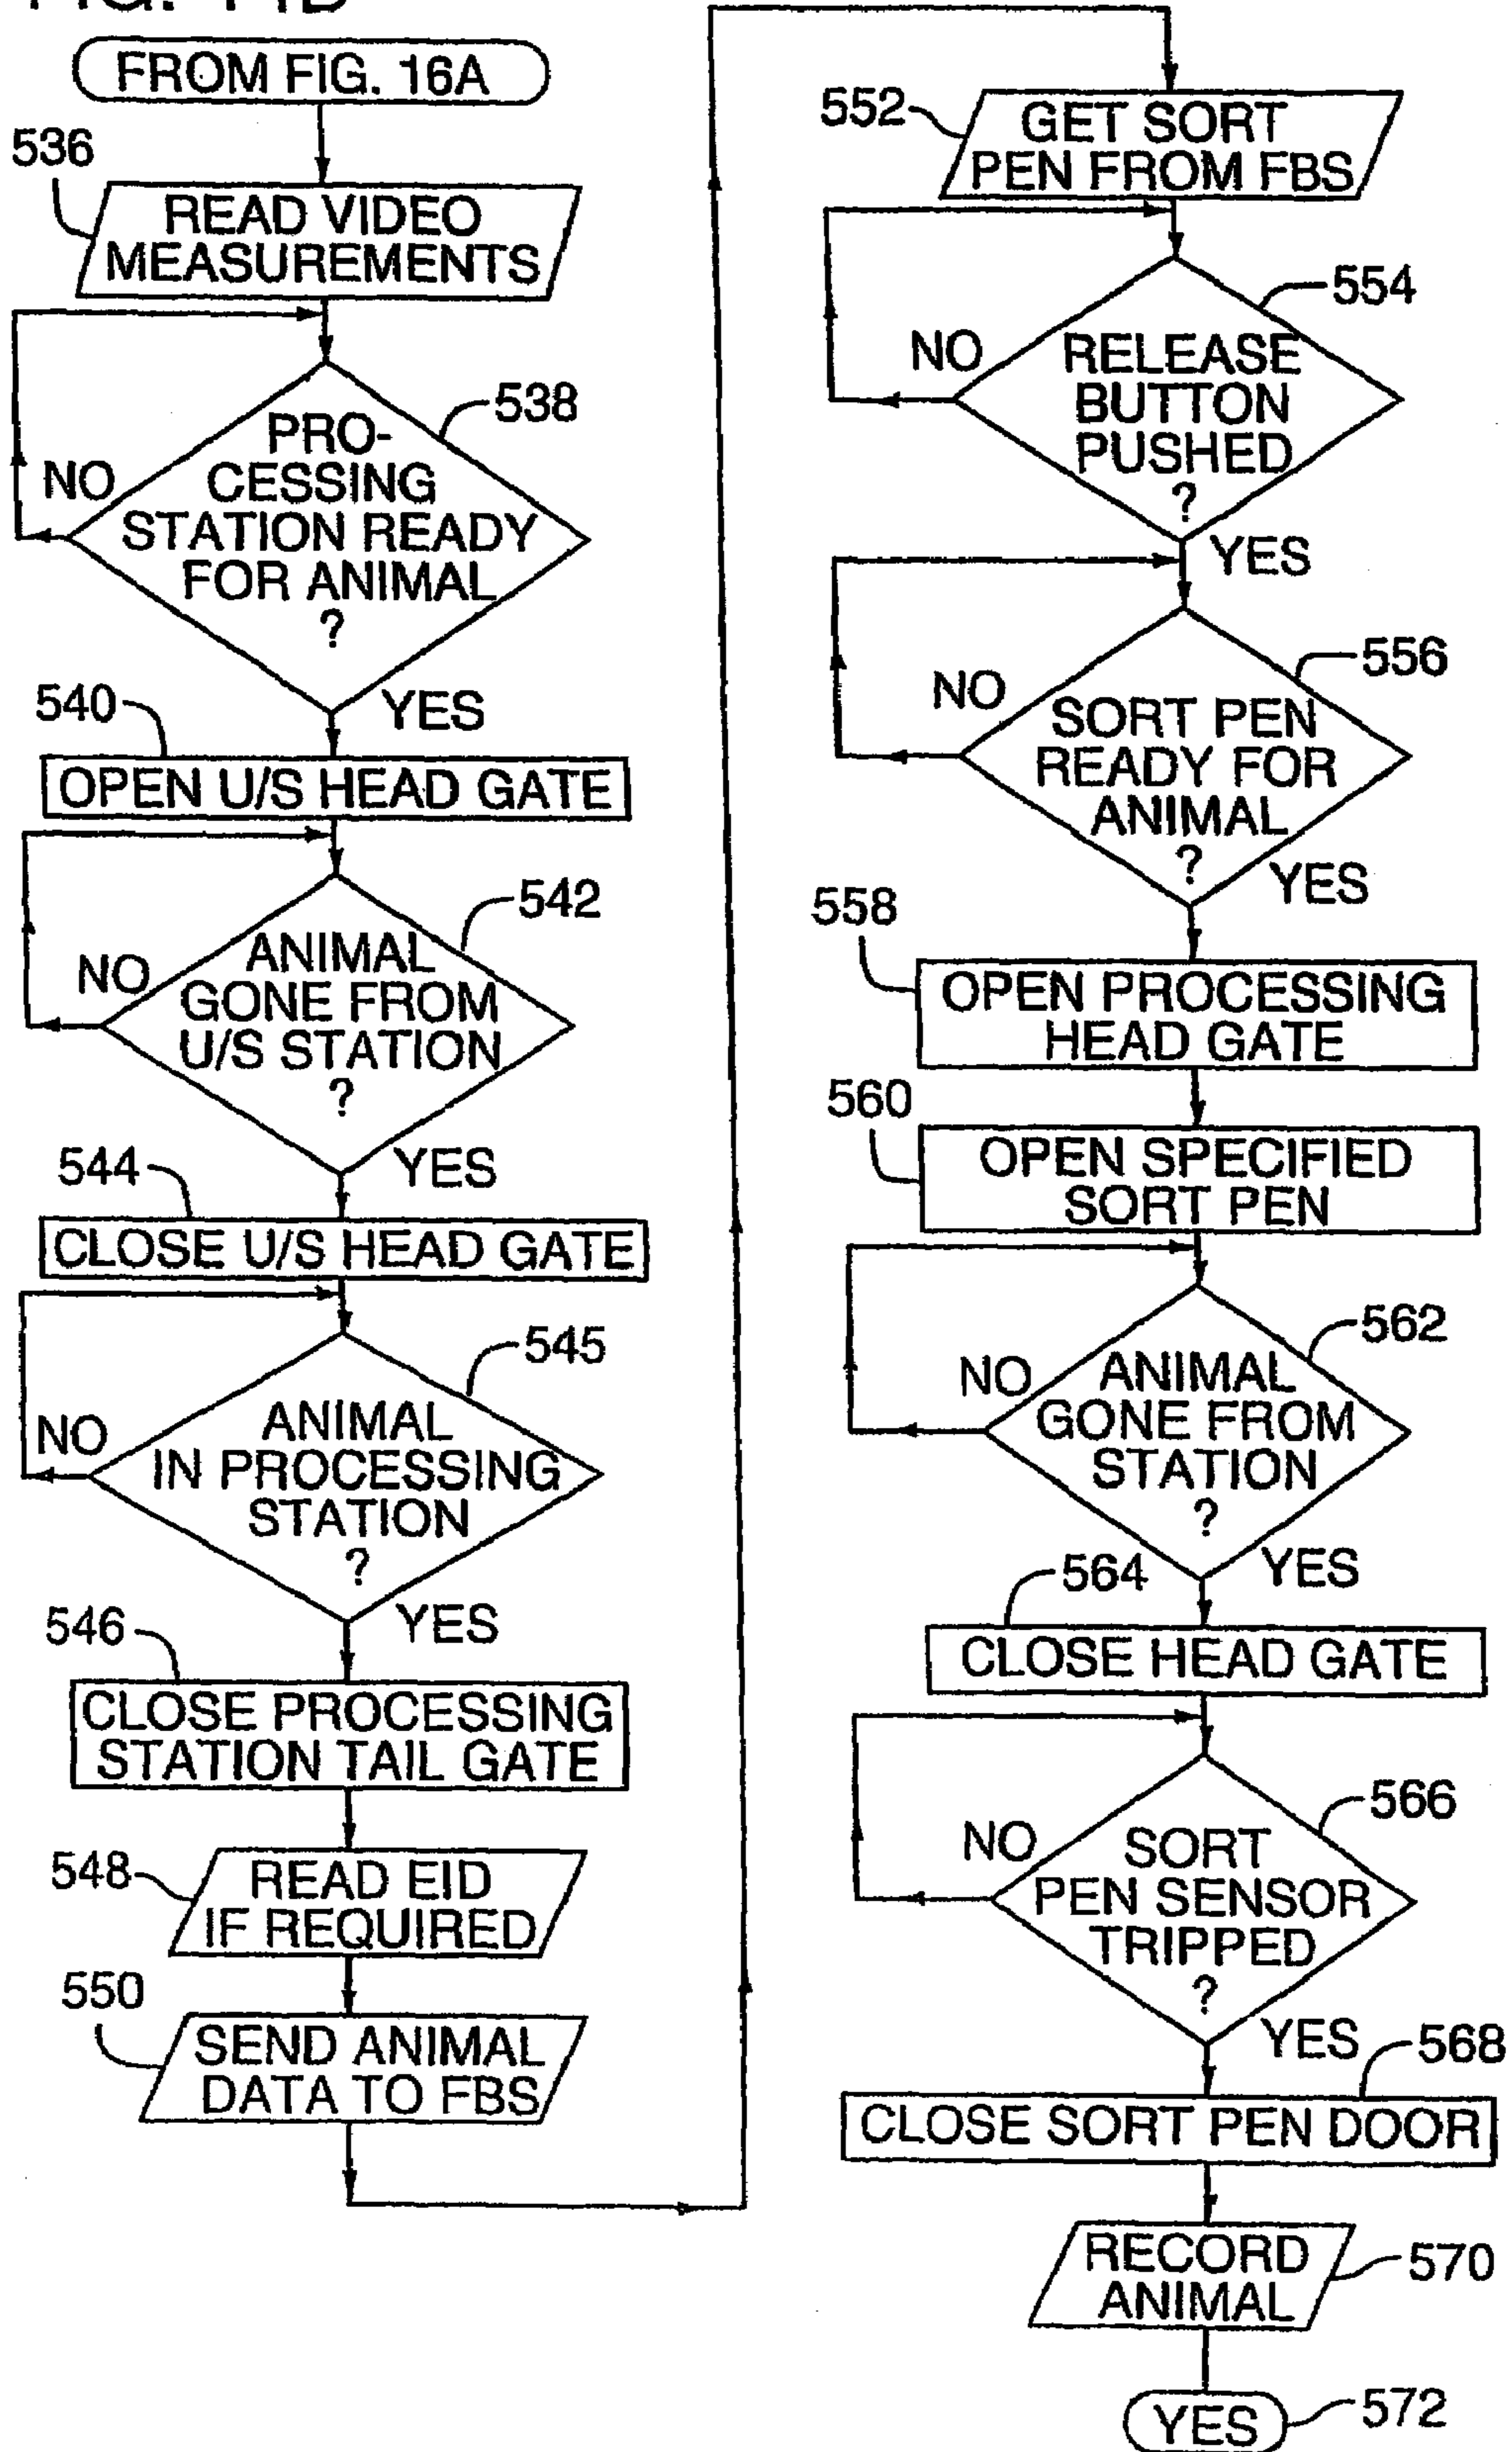 FROM FIG. 16A
536
READ VIDEO
MEASUREMENTS
538
PRO-
CESSING
STATION READY
FOR ANIMAL
?
NO
YES
540
OPEN U/S HEAD GATE
542
ANIMAL
GONE FROM
U/S STATION
?
NO
YES
544
CLOSE U/S HEAD GATE
545
ANIMAL
IN PROCESSING
STATION
?
NO
YES
546
CLOSE PROCESSING
STATION TAIL GATE
548
READ EID
IF REQUIRED
550
SEND ANIMAL
DATA TO FBS
552
GET SORT
PEN FROM FBS
554
RELEASE
BUTTON
PUSHED
?
NO
YES
556
SORT PEN
READY FOR
ANIMAL
?
NO
YES
558
OPEN PROCESSING
HEAD GATE
560
OPEN SPECIFIED
SORT PEN
562
ANIMAL
GONE FROM
STATION
?
NO
YES
564
CLOSE HEAD GATE
566
SORT
PEN SENSOR
TRIPPED
?
NO
YES
568
CLOSE SORT PEN DOOR
570
RECORD
ANIMAL
YES
572